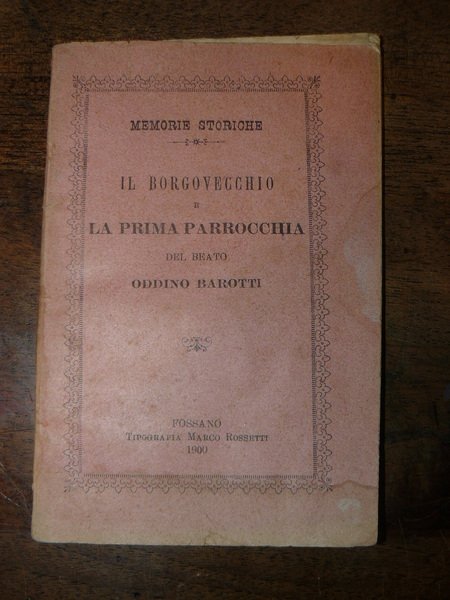 MEMORIE STORICHE
IL BORGOVECCHIO
E
LA PRIMA PARROCCHIA
DEL BEATO
ODDINO BAROTTI
FOSSANO
TIPOGRAFIA MARCO ROSSETTI
1900